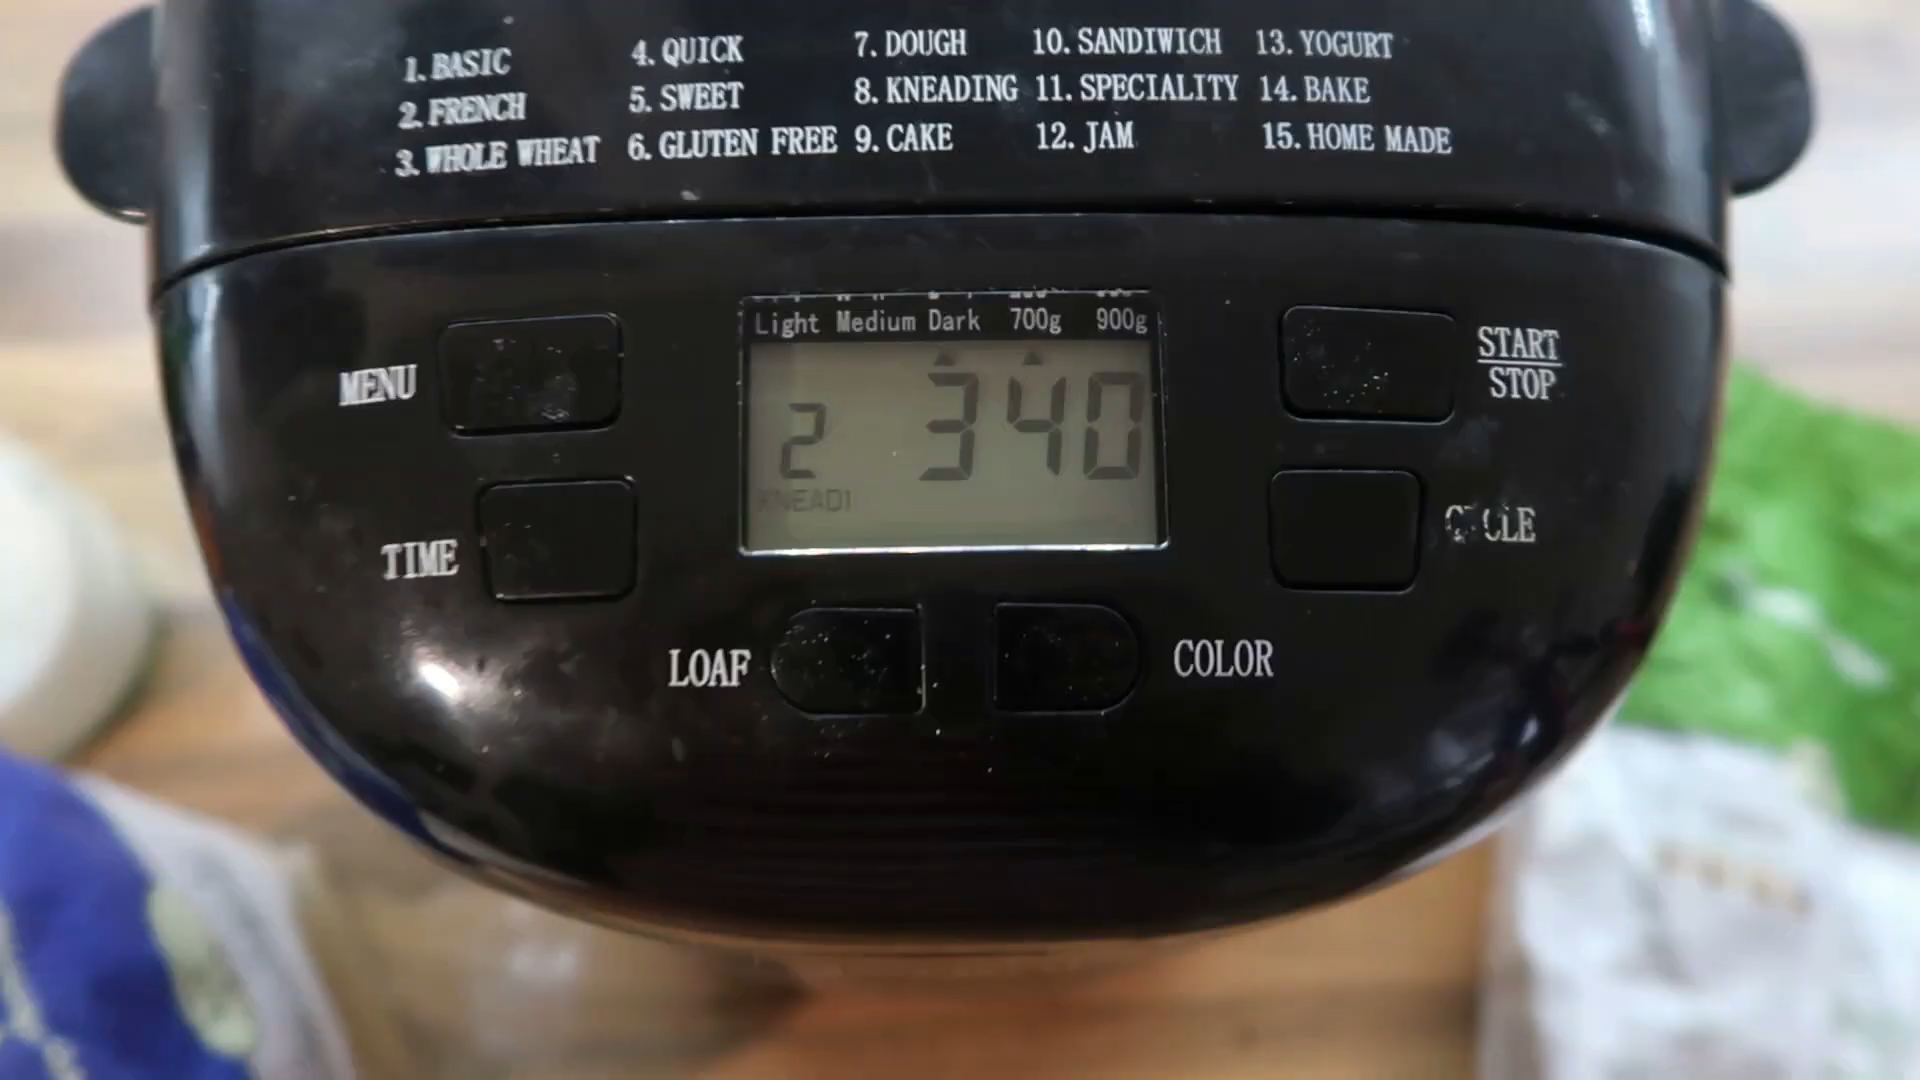 1. BASIC
2. FRENCH
3. WHOLE WHEAT
4. QUICK
5. SWEET
6. GLUTEN FREE
7. DOUGH
8. KNEADING
9. CAKE
10. SANDIWICH
11. SPECIALITY
12. JAM
13. YOGURT
14. BAKE
15. HOME MADE
Light Medium Dark 700g 900g
2 340
KNEAD1
MENU
TIME
LOAF
COLOR
START
STOP
CYCLE